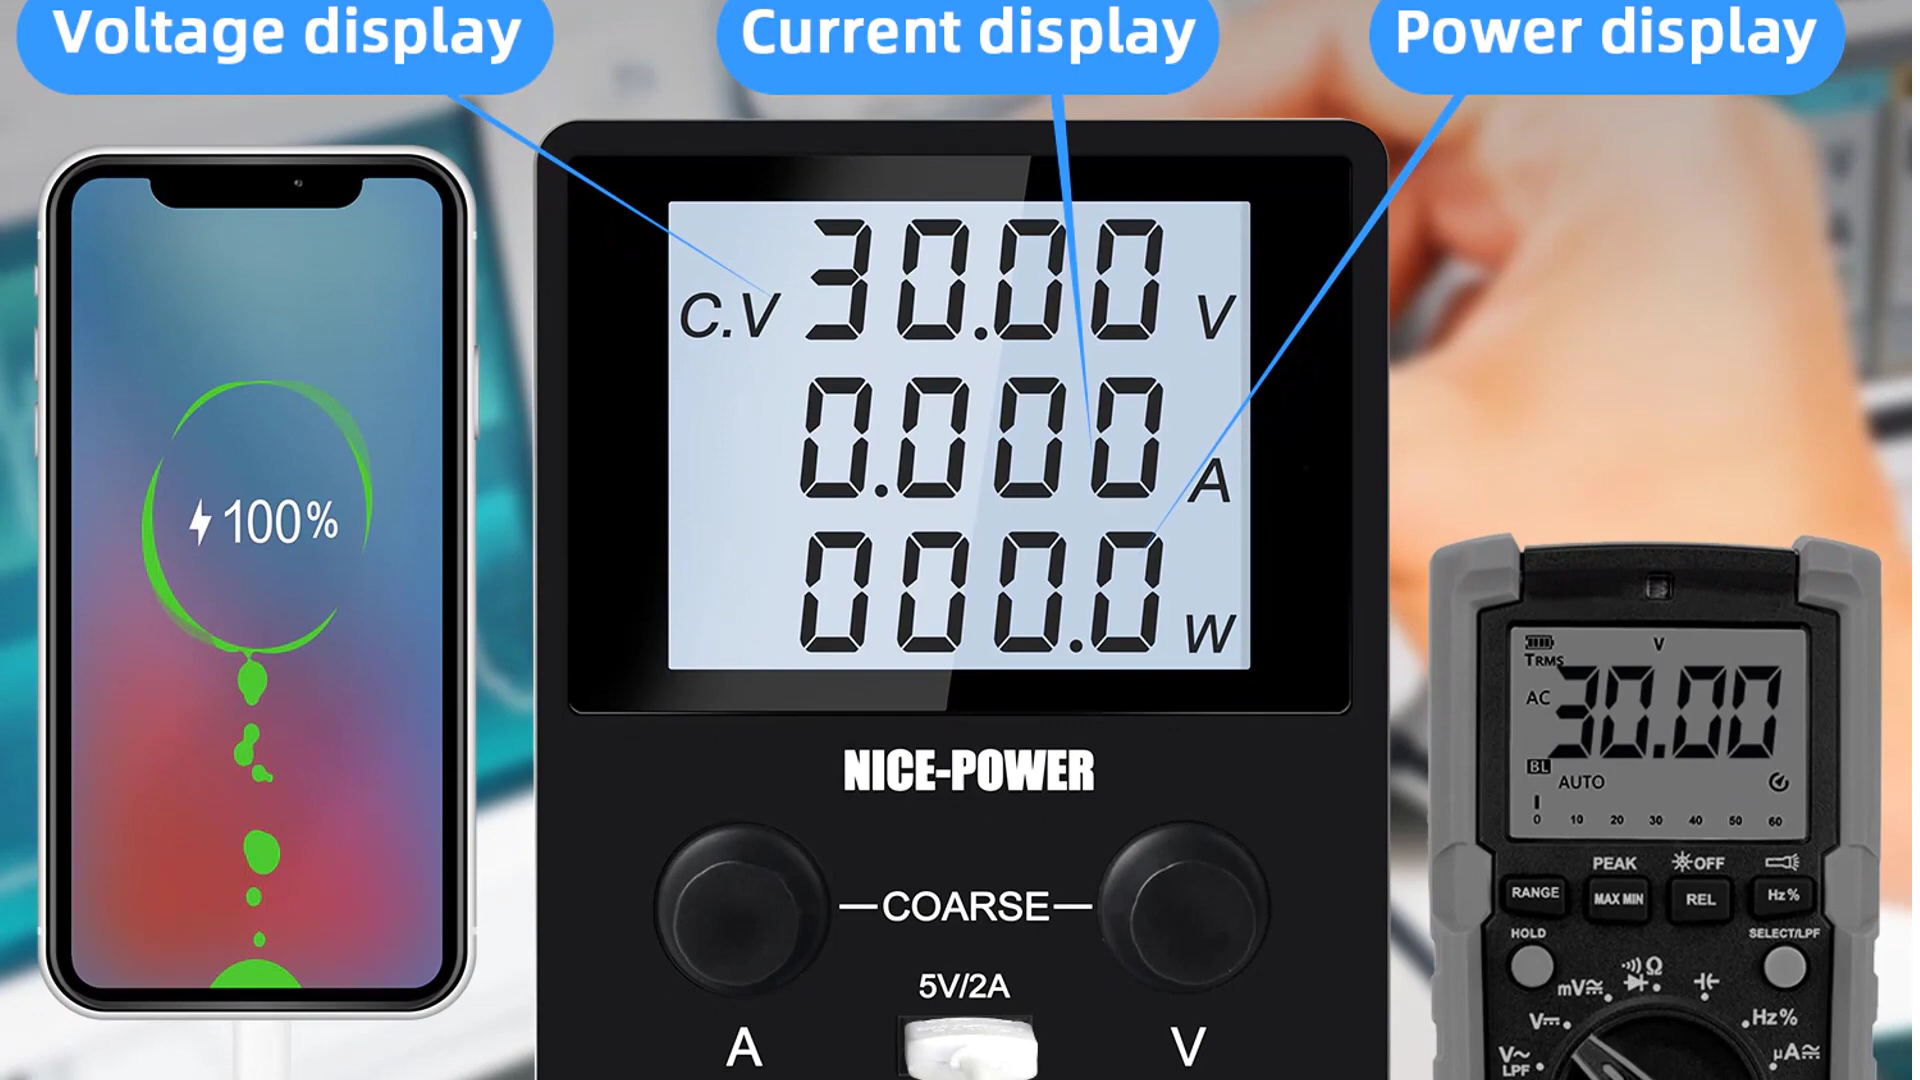 Voltage display
Current display
Power display
C.V 30.00 V
0.000 A
000.0 W
100%
NICE-POWER
COARSE
5V/2A
A
V
V
TRMS
AC
30.00
BL
AUTO
0 10 20 30 40 50 60
PEAK
OFF
RANGE
MAX MIN
REL
Hz%
HOLD
SELECT/LPF
Ω
mV
V
Hz%
V~
LPF
µA